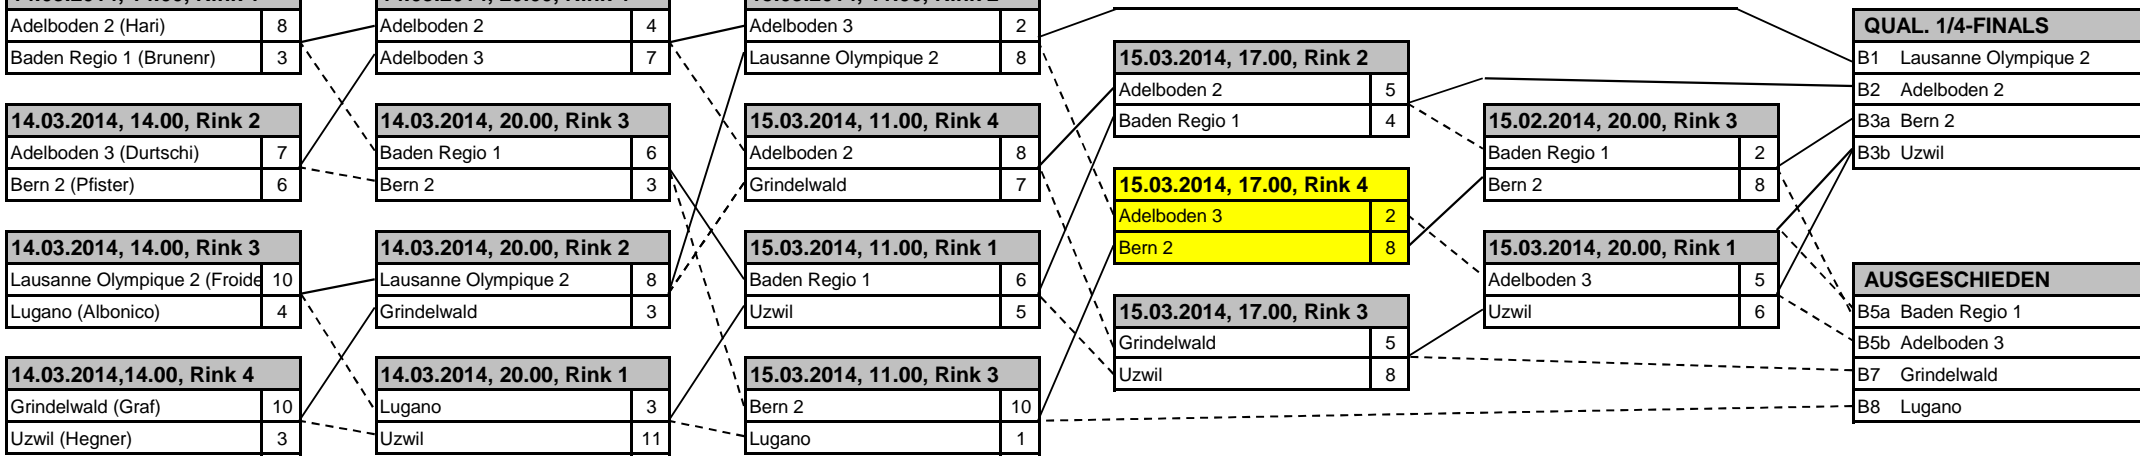 Adelboden 2 (Hari) 8
Baden Regio 1 (Brunenr) 3
14.03.2014, 14.00, Rink 2
Adelboden 3 (Durtschi) 7
Bern 2 (Pfister) 6
14.03.2014, 14.00, Rink 3
Lausanne Olympique 2 (Froide 10
Lugano (Albonico) 4
14.03.2014,14.00, Rink 4
Grindelwald (Graf) 10
Uzwil (Hegner) 3
Adelboden 2 4
Adelboden 3 7
14.03.2014, 20.00, Rink 3
Baden Regio 1 6
Bern 2 3
14.03.2014, 20.00, Rink 2
Lausanne Olympique 2 8
Grindelwald 3
14.03.2014, 20.00, Rink 1
Lugano 3
Uzwil 11
Adelboden 3 2
Lausanne Olympique 2 8
15.03.2014, 11.00, Rink 4
Adelboden 2 8
Grindelwald 7
15.03.2014, 11.00, Rink 1
Baden Regio 1 6
Uzwil 5
15.03.2014, 11.00, Rink 3
Bern 2 10
Lugano 1
15.03.2014, 17.00, Rink 2
Adelboden 2 5
Baden Regio 1 4
15.03.2014, 17.00, Rink 4
Adelboden 3 2
Bern 2 8
15.03.2014, 17.00, Rink 3
Grindelwald 5
Uzwil 8
15.02.2014, 20.00, Rink 3
Baden Regio 1 2
Bern 2 8
15.03.2014, 20.00, Rink 1
Adelboden 3 5
Uzwil 6
QUAL. 1/4-FINALS
B1 Lausanne Olympique 2
B2 Adelboden 2
B3a Bern 2
B3b Uzwil
AUSGESCHIEDEN
B5a Baden Regio 1
B5b Adelboden 3
B7 Grindelwald
B8 Lugano